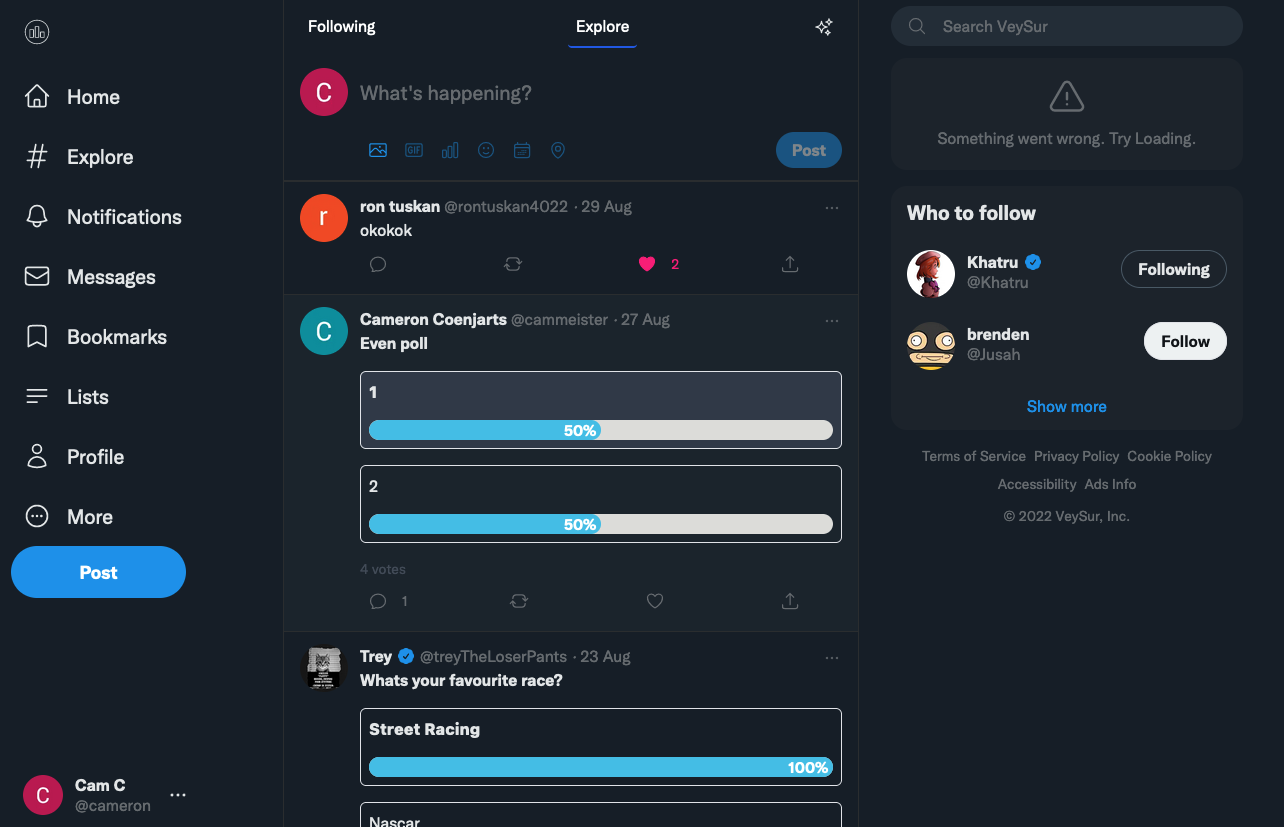 Home
Explore
Notifications
Messages
Bookmarks
Lists
Profile
More
Post
C
Cam C
@cameron
Following
Explore
C
What's happening?
GIF
Post
r
ron tuskan @rontuskan4022 · 29 Aug
okokok
2
C
Cameron Coenjarts @cammeister · 27 Aug
Even poll
1
50%
2
50%
4 votes
1
Trey @treyTheLoserPants · 23 Aug
Whats your favourite race?
Street Racing
100%
Nascar
Search VeySur
Something went wrong. Try Loading.
Who to follow
Khatru
@Khatru
Following
brenden
@Jusah
Follow
Show more
Terms of Service Privacy Policy Cookie Policy
Accessibility Ads Info
© 2022 VeySur, Inc.